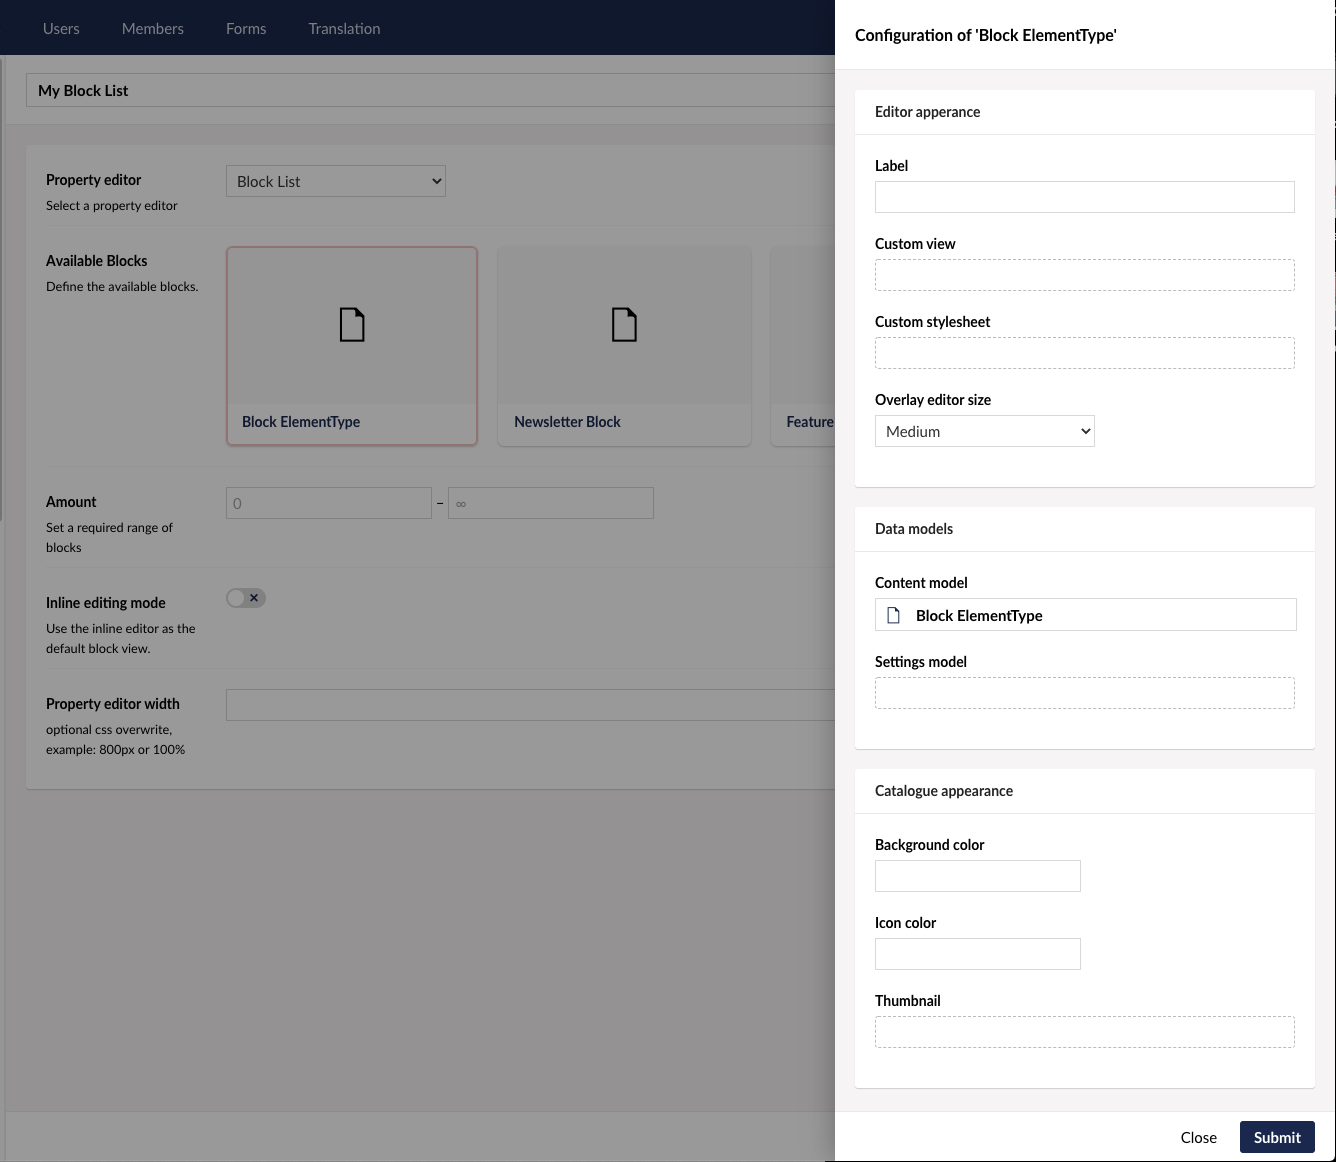 Users Members Forms Translation
My Block List
Property editor
Select a property editor
Block List
Available Blocks
Define the available blocks.
Block ElementType
Newsletter Block
Feature
Amount
Set a required range of
blocks
0 – ∞
Inline editing mode
Use the inline editor as the
default block view.
Property editor width
optional css overwrite,
example: 800px or 100%
Configuration of 'Block ElementType'
Editor apperance
Label
Custom view
Custom stylesheet
Overlay editor size
Medium
Data models
Content model
Block ElementType
Settings model
Catalogue appearance
Background color
Icon color
Thumbnail
Close Submit